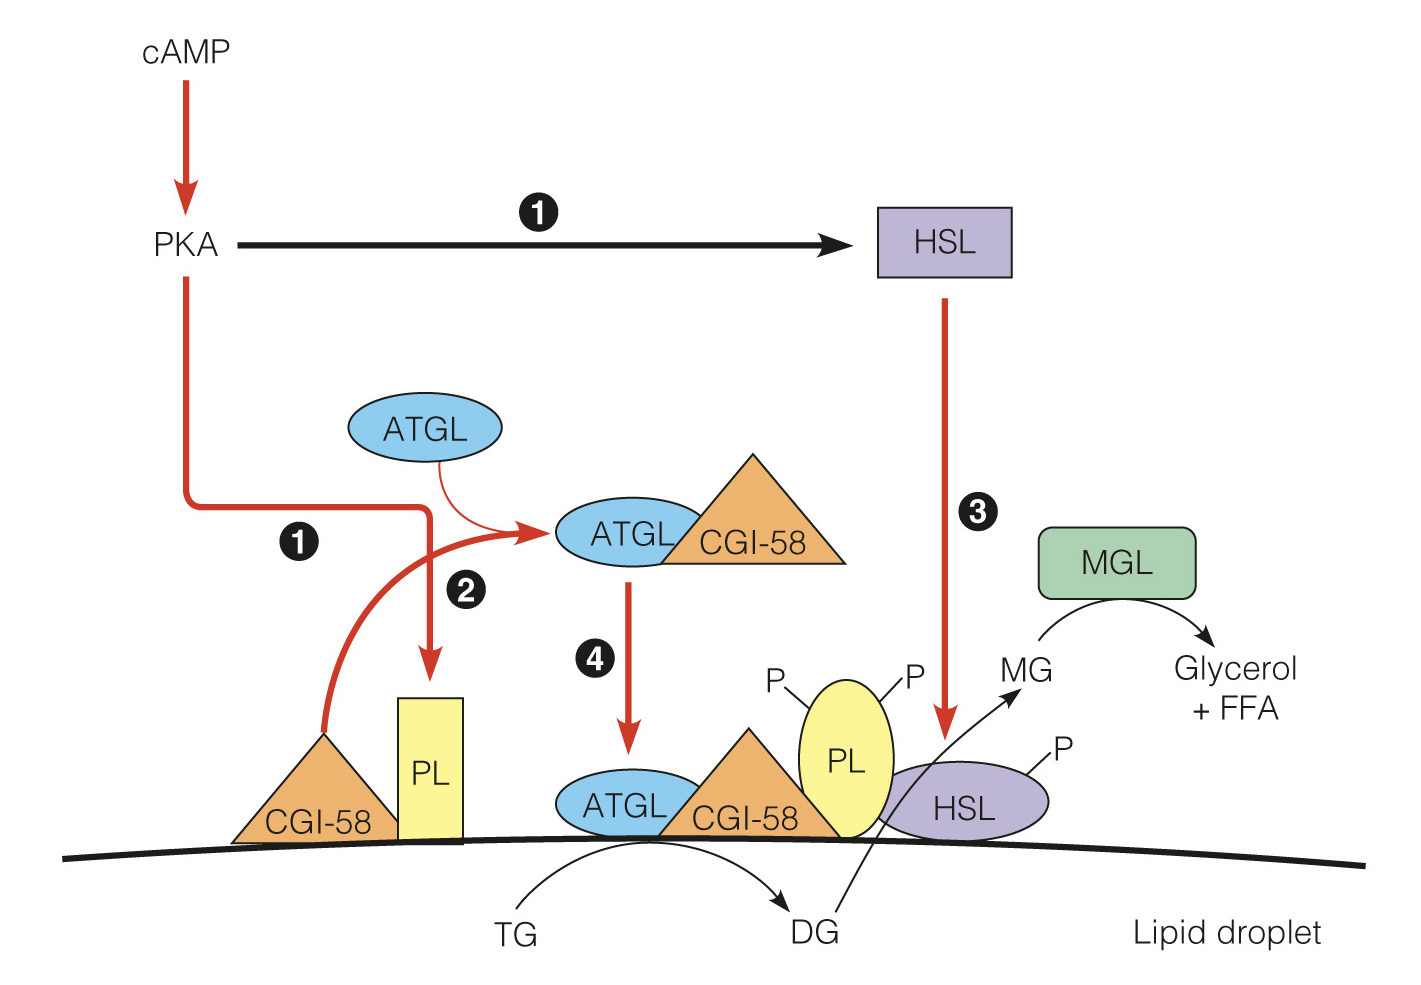 cAMP
PKA
1
HSL
ATGL
1
2
ATGL
CGI-58
3
MGL
4
P
P
MG
Glycerol
+ FFA
PL
PL
P
CGI-58
ATGL
CGI-58
HSL
TG
DG
Lipid droplet